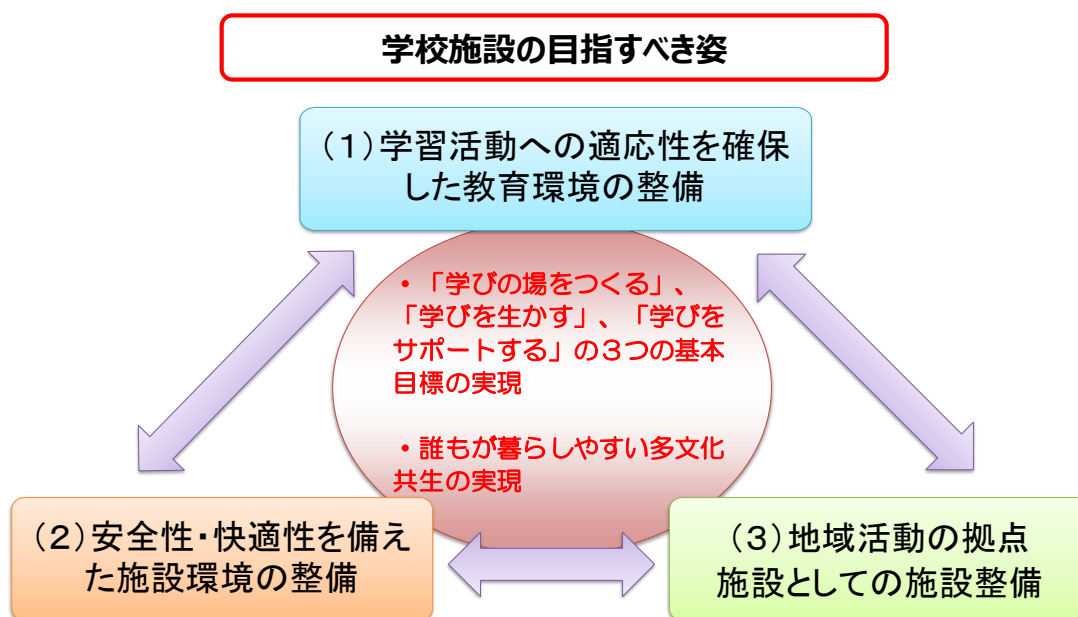 学校施設の目指すべき姿
（１）学習活動への適応性を確保
した教育環境の整備
・「学びの場をつくる」、
「学びを生かす」、「学びを
サポートする」の３つの基本
目標の実現
・誰もが暮らしやすい多文化
共生の実現
（２）安全性・快適性を備え
た施設環境の整備
（３）地域活動の拠点
施設としての施設整備